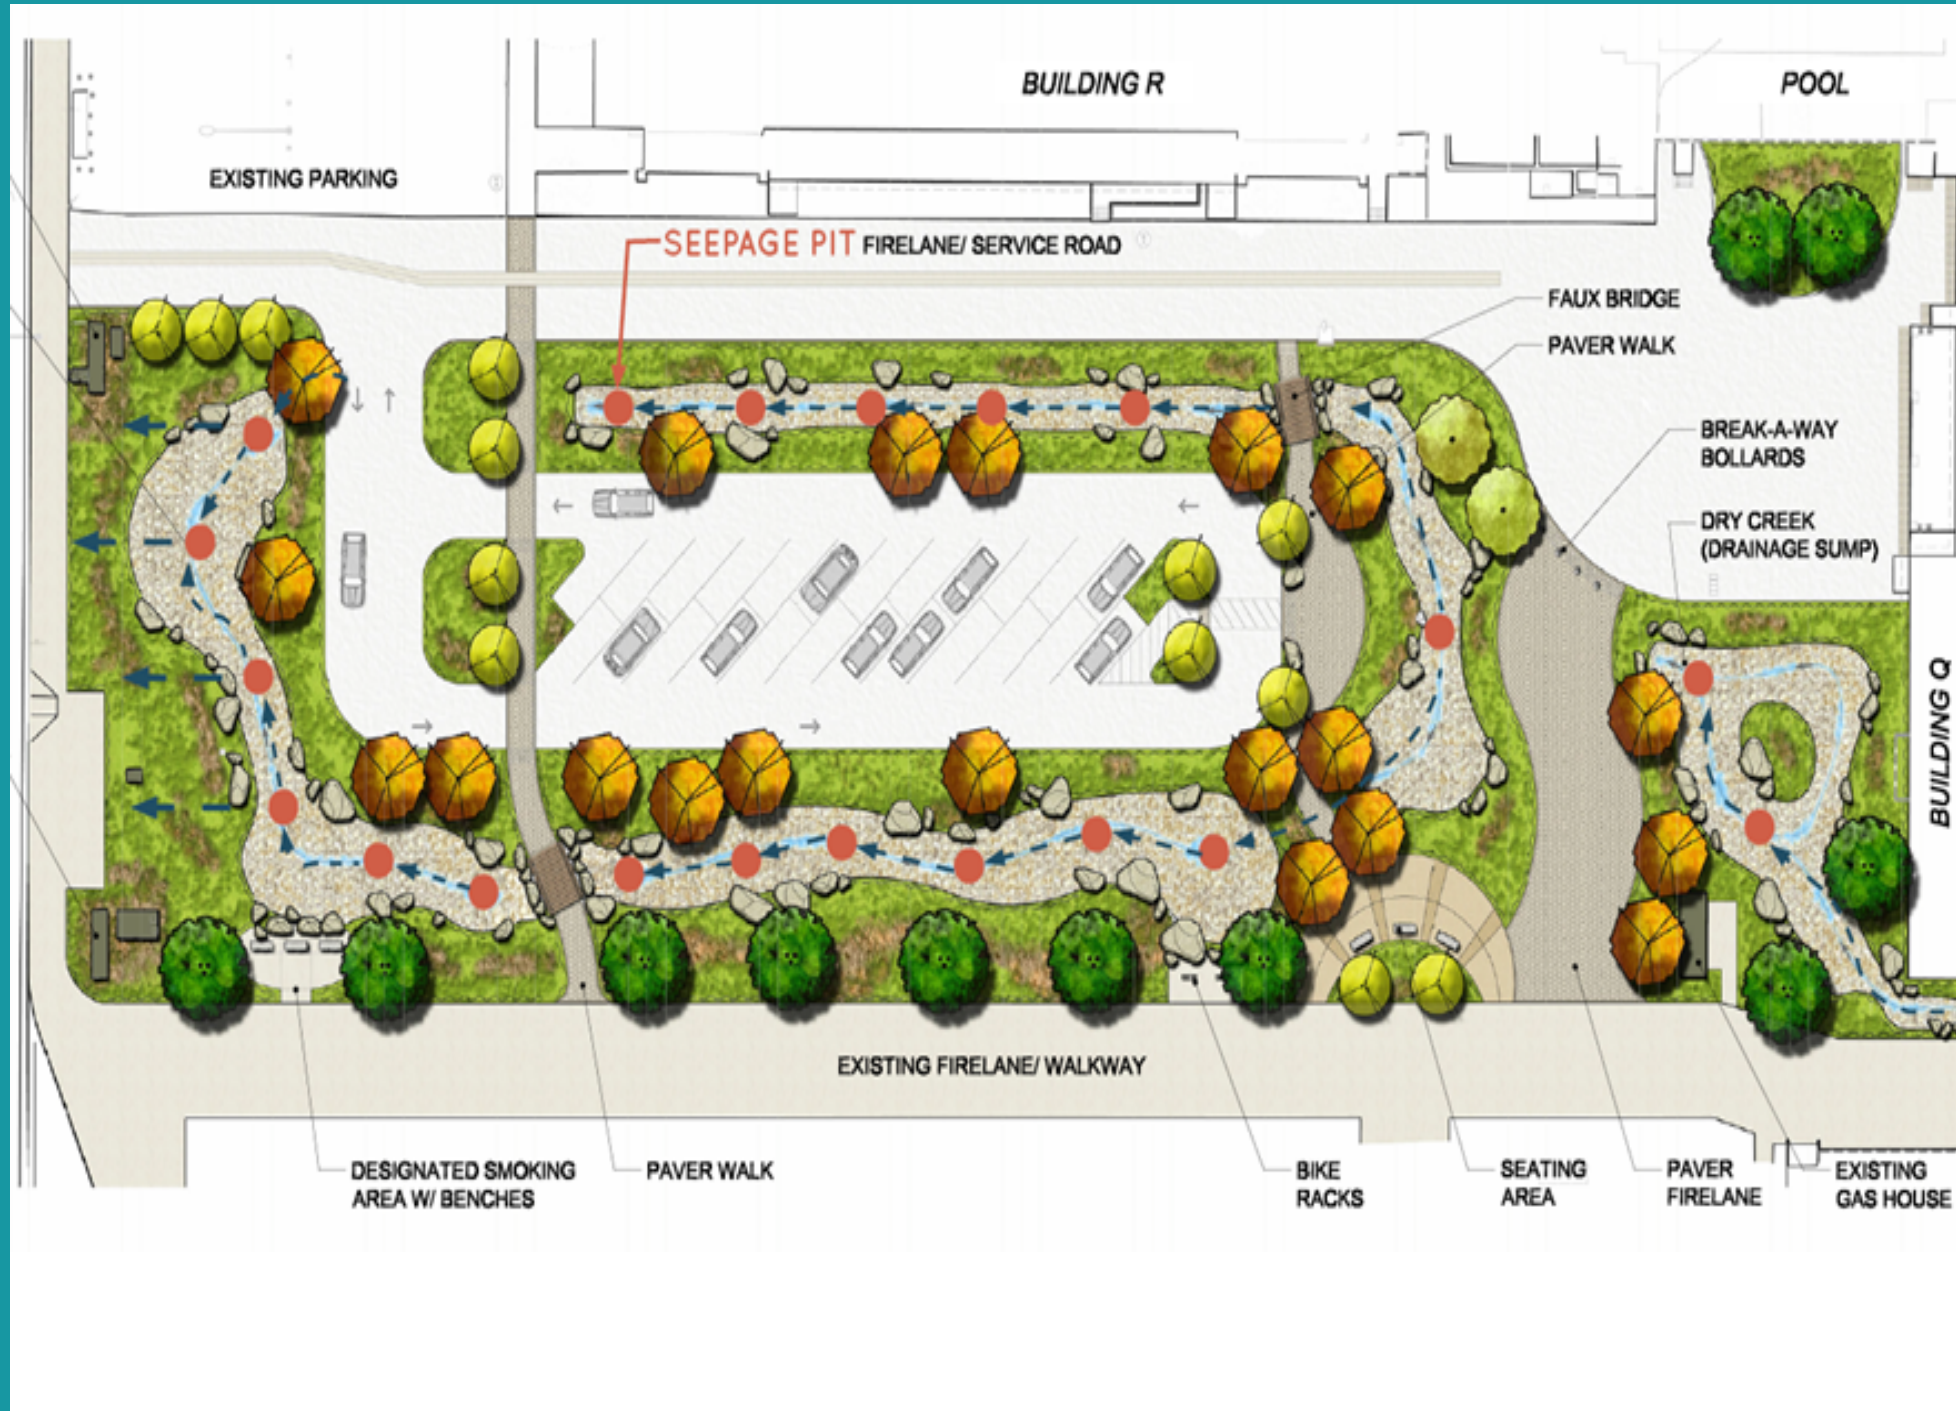 BUILDING R
POOL
EXISTING PARKING
SEEPAGE PIT
FIRELANE/ SERVICE ROAD
FAUX BRIDGE
PAVER WALK
BREAK-A-WAY
BOLLARDS
DRY CREEK
(DRAINAGE SUMP)
BUILDING Q
EXISTING FIRELANE/ WALKWAY
DESIGNATED SMOKING
AREA W/ BENCHES
PAVER WALK
BIKE
RACKS
SEATING
AREA
PAVER
FIRELANE
EXISTING
GAS HOUSE